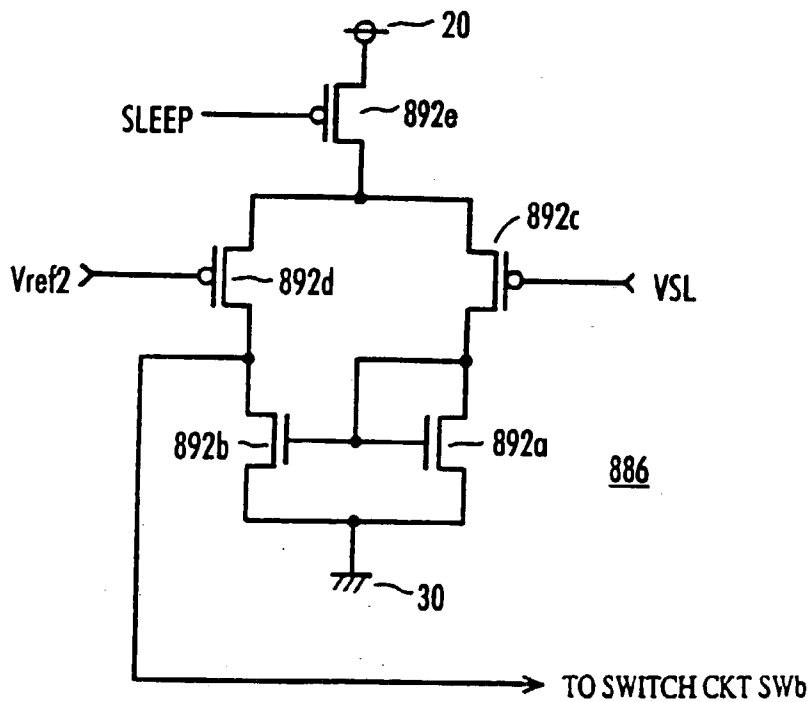 20
SLEEP
892e
892c
Vref2
892d
VSL
892b
892a
886
30
TO SWITCH CKT SWb